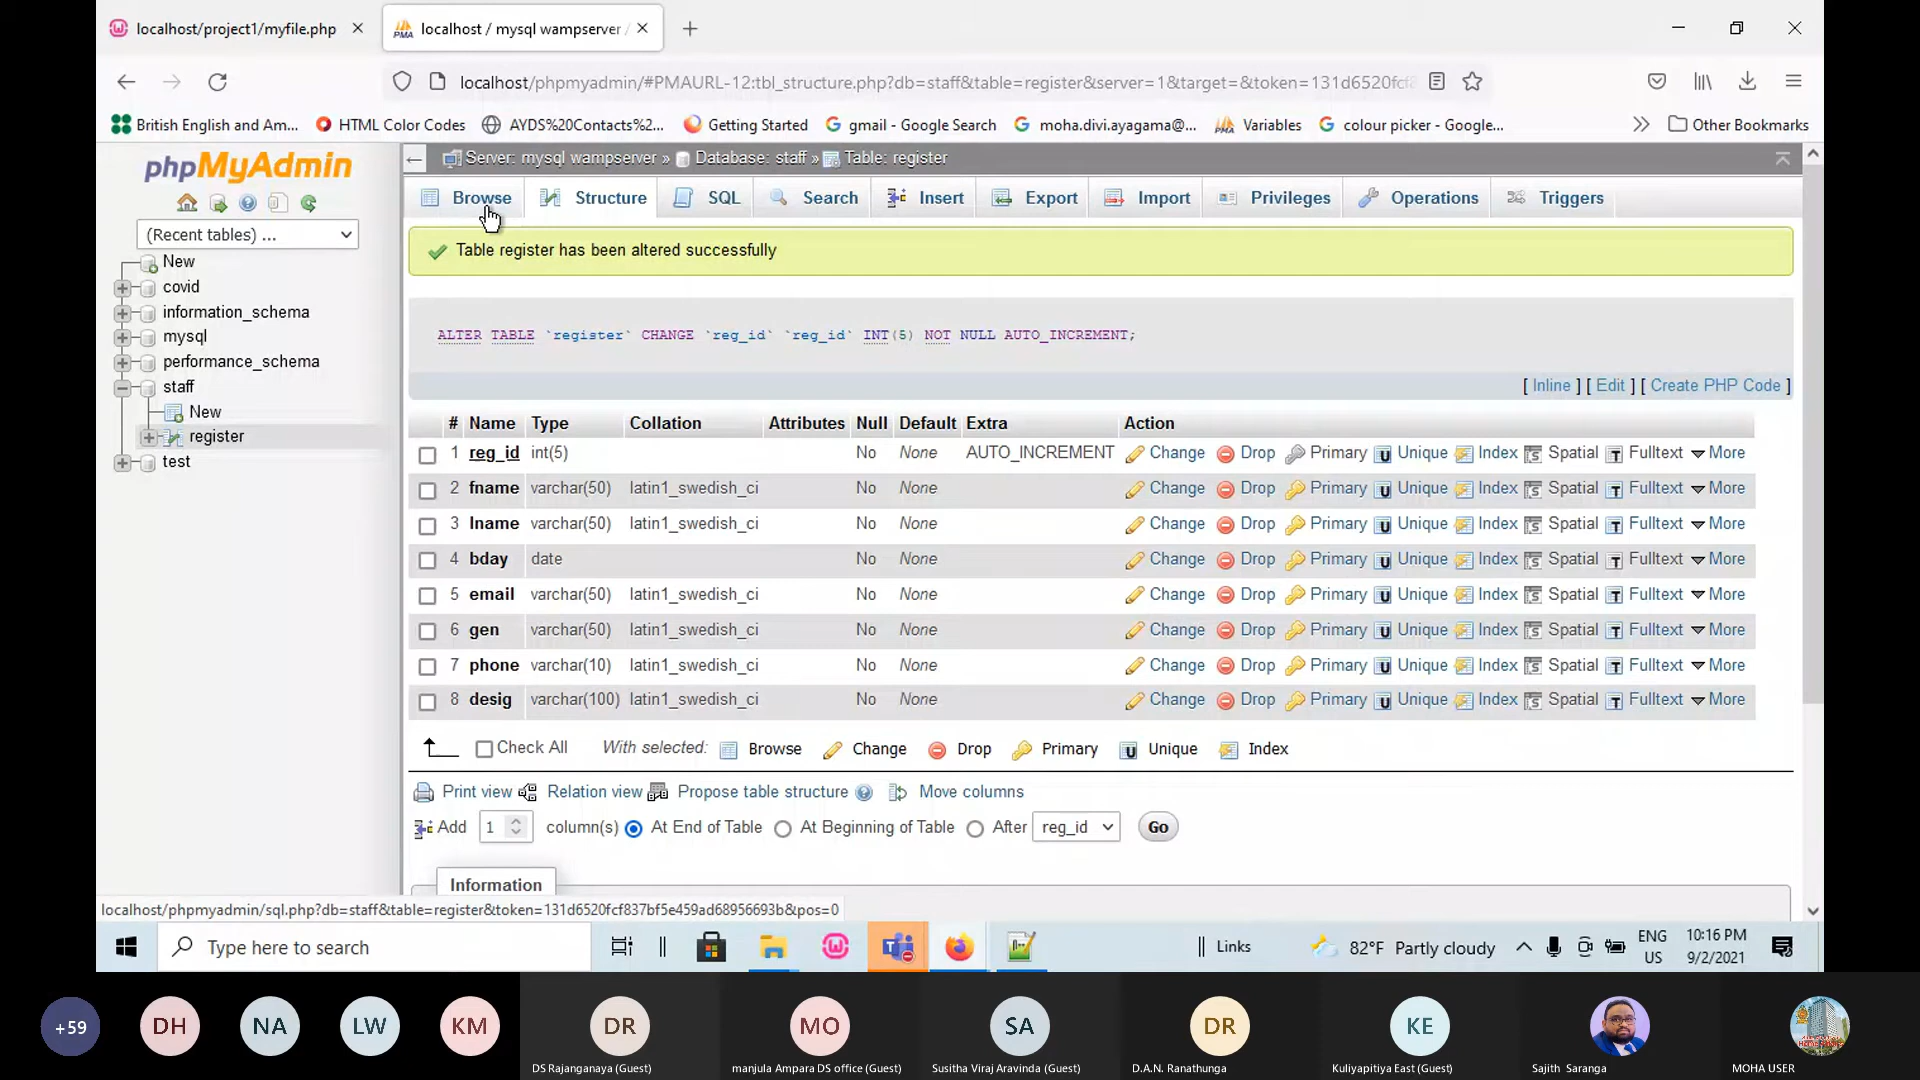 localhost/project1/myfile.php
localhost / mysql wampserver /
localhost/phpmyadmin/#PMAURL-12:tbl_structure.php?db=staff&table=register&server=1&target=&token=131d6520fcf8
British English and Am...
HTML Color Codes
AYDS%20Contacts%2...
Getting Started
gmail - Google Search
moha.divi.ayagama@...
Variables
colour picker - Google...
Other Bookmarks
phpMyAdmin
(Recent tables) ...
New
covid
information_schema
mysql
performance_schema
staff
New
register
test
Server: mysql wampserver » Database: staff » Table: register
Browse Structure SQL Search Insert Export Import Privileges Operations Triggers
Table register has been altered successfully
ALTER TABLE `register` CHANGE `reg_id` `reg_id` INT(5) NOT NULL AUTO_INCREMENT;
[ Inline ] [ Edit ] [ Create PHP Code ]
# Name Type Collation Attributes Null Default Extra Action
1 reg_id int(5) No None AUTO_INCREMENT Change Drop Primary Unique Index Spatial Fulltext More
2 fname varchar(50) latin1_swedish_ci No None Change Drop Primary Unique Index Spatial Fulltext More
3 lname varchar(50) latin1_swedish_ci No None Change Drop Primary Unique Index Spatial Fulltext More
4 bday date No None Change Drop Primary Unique Index Spatial Fulltext More
5 email varchar(50) latin1_swedish_ci No None Change Drop Primary Unique Index Spatial Fulltext More
6 gen varchar(50) latin1_swedish_ci No None Change Drop Primary Unique Index Spatial Fulltext More
7 phone varchar(10) latin1_swedish_ci No None Change Drop Primary Unique Index Spatial Fulltext More
8 desig varchar(100) latin1_swedish_ci No None Change Drop Primary Unique Index Spatial Fulltext More
Check All With selected: Browse Change Drop Primary Unique Index
Print view Relation view Propose table structure Move columns
Add 1 column(s) At End of Table At Beginning of Table After reg_id Go
Information
localhost/phpmyadmin/sql.php?db=staff&table=register&token=131d6520fcf837bf5e459ad68956693b&pos=0
Type here to search
Links
82°F Partly cloudy
ENG
US
10:16 PM
9/2/2021
+59
DH
NA
LW
KM
DR
MO
SA
DR
KE
DS Rajanganaya (Guest)
manjula Ampara DS office (Guest)
Susitha Viraj Aravinda (Guest)
D.A.N. Ranathunga
Kuliyapitiya East (Guest)
Sajith Saranga
MOHA USER